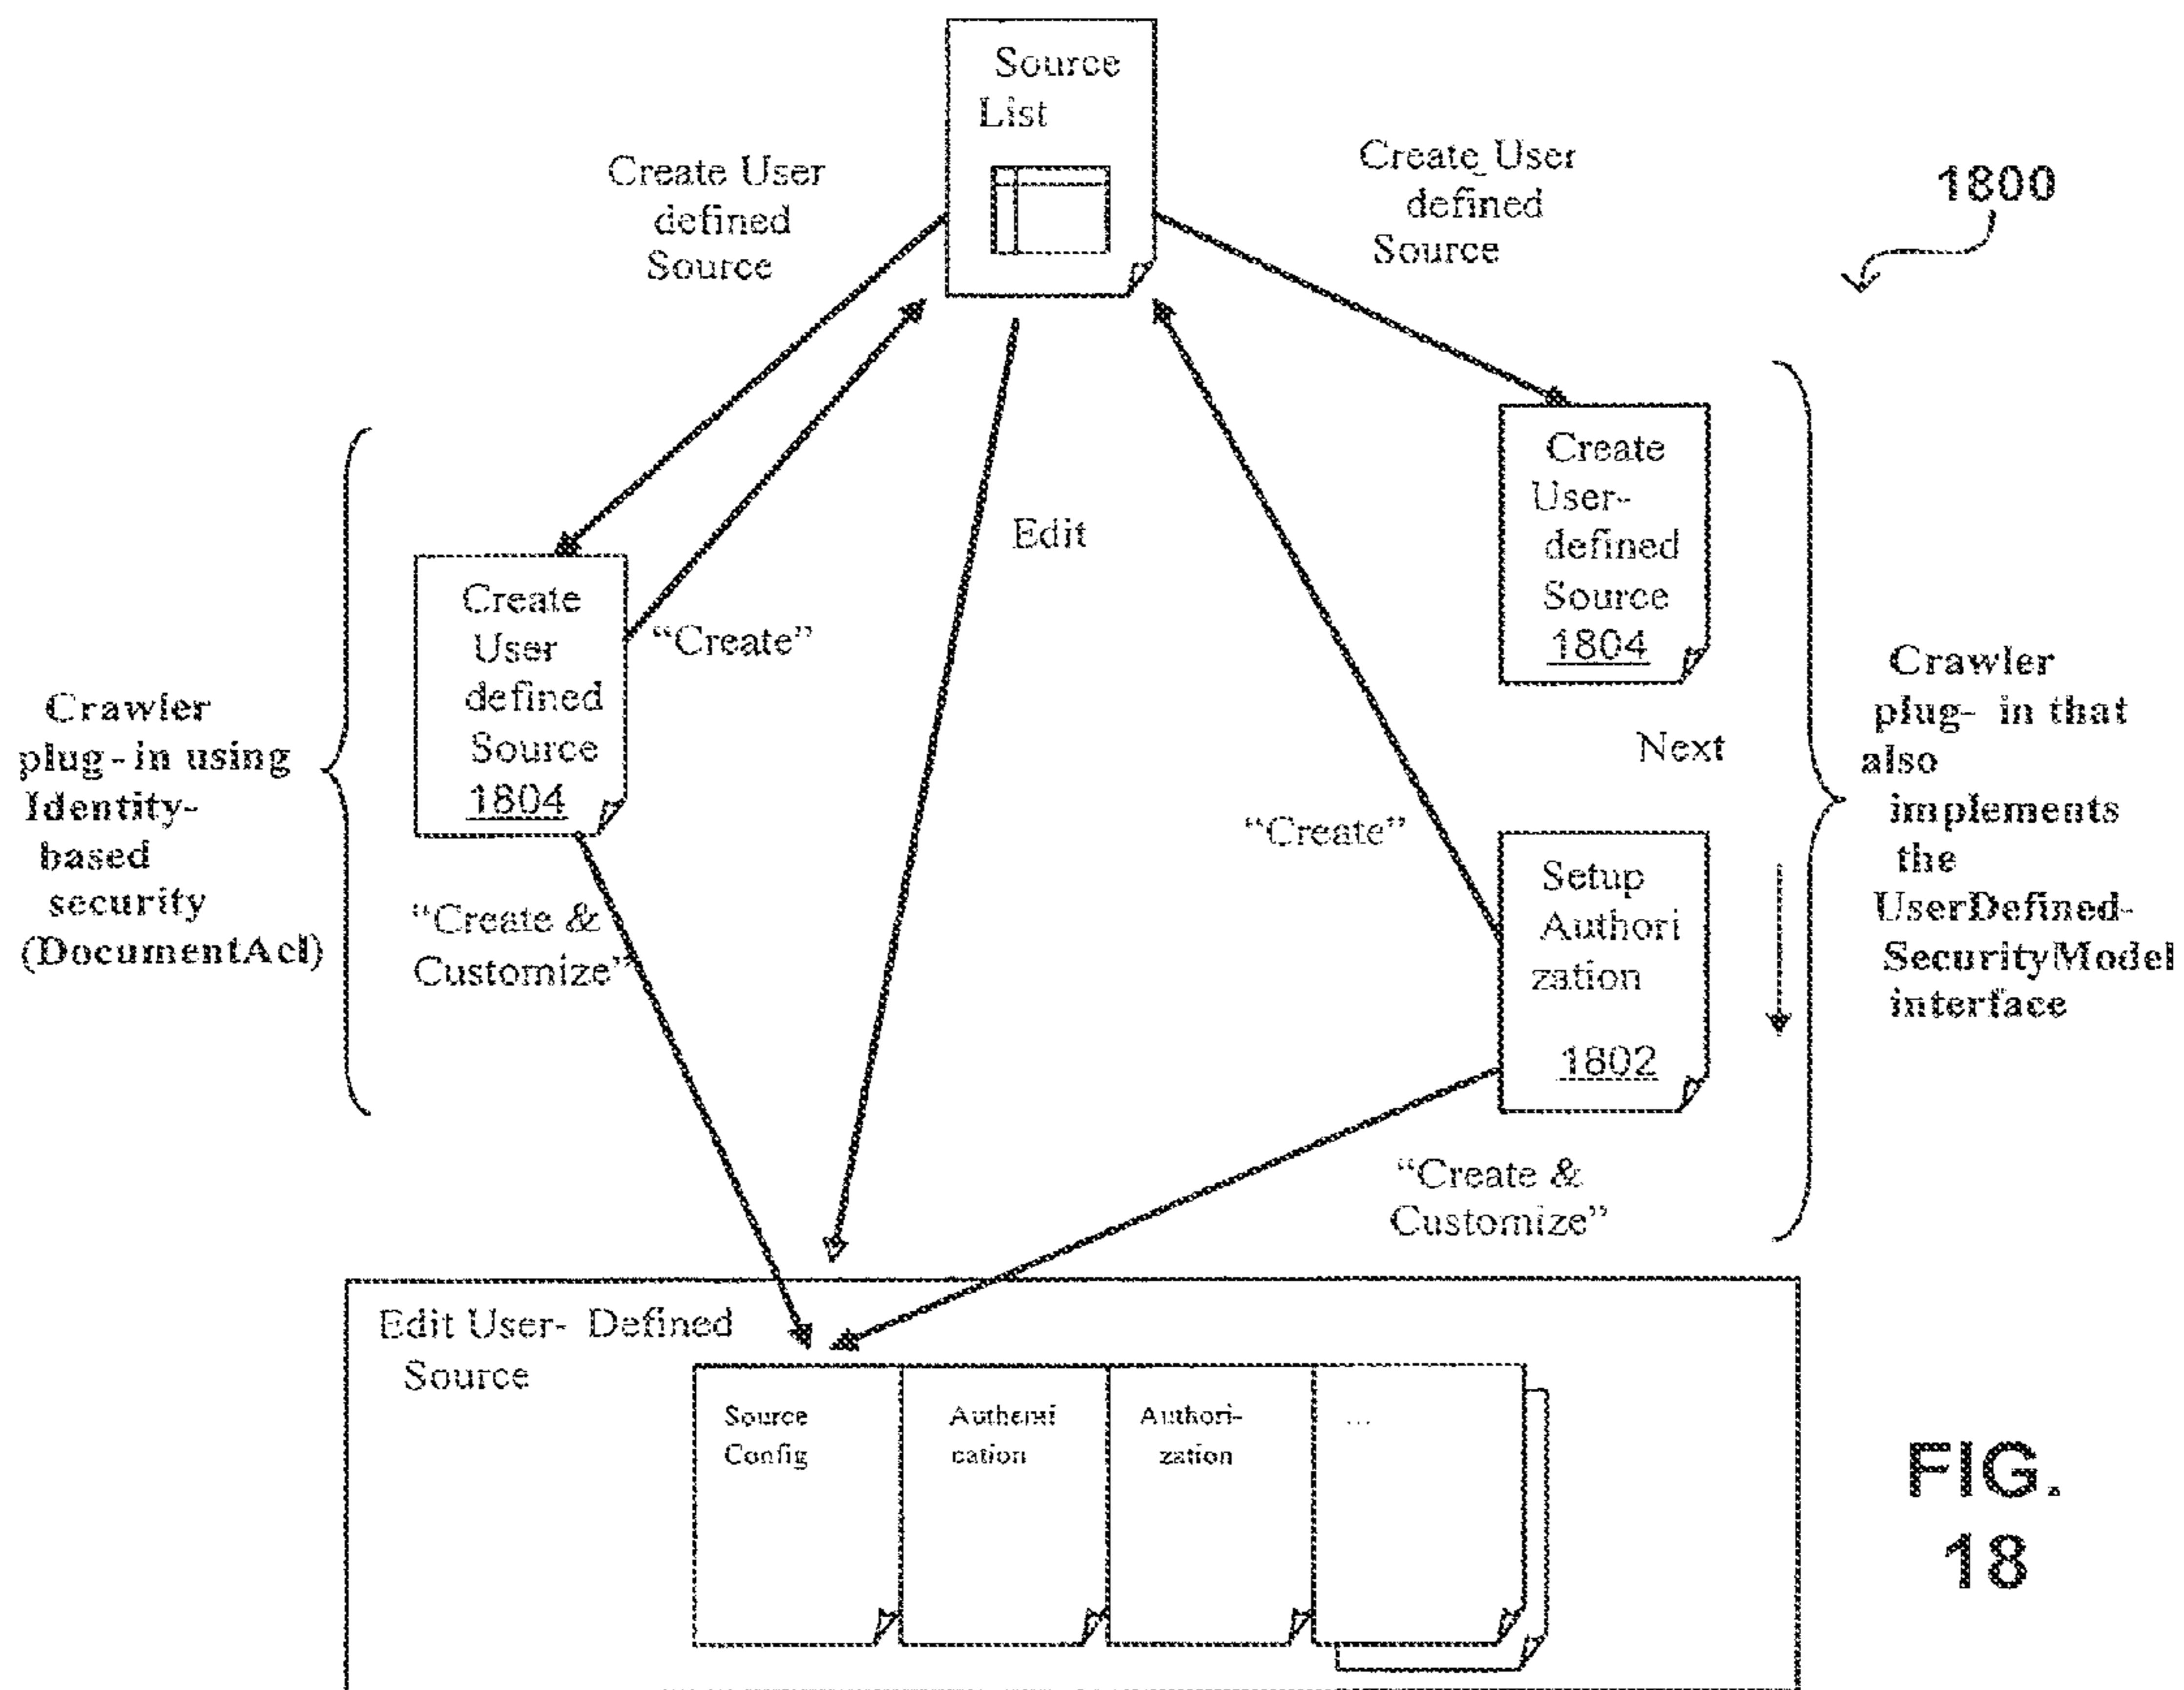 Source
List
Create User
defined
Source
Create User
defined
Source
1800
Create
User
defined
Source
1804
"Create"
Edit
Create
User-
defined
Source
1804
Next
Crawler
plug-in using
Identity-
based
security
(DocumentAcl)
Crawler
plug- in that
also
implements
the
UserDefined-
SecurityModel
interface
"Create &
Customize"
"Create"
Setup
Authori
zation
1802
"Create &
Customize"
Edit User- Defined
Source
Source
Config
Authenti
cation
Authori-
zation
...
FIG.
18